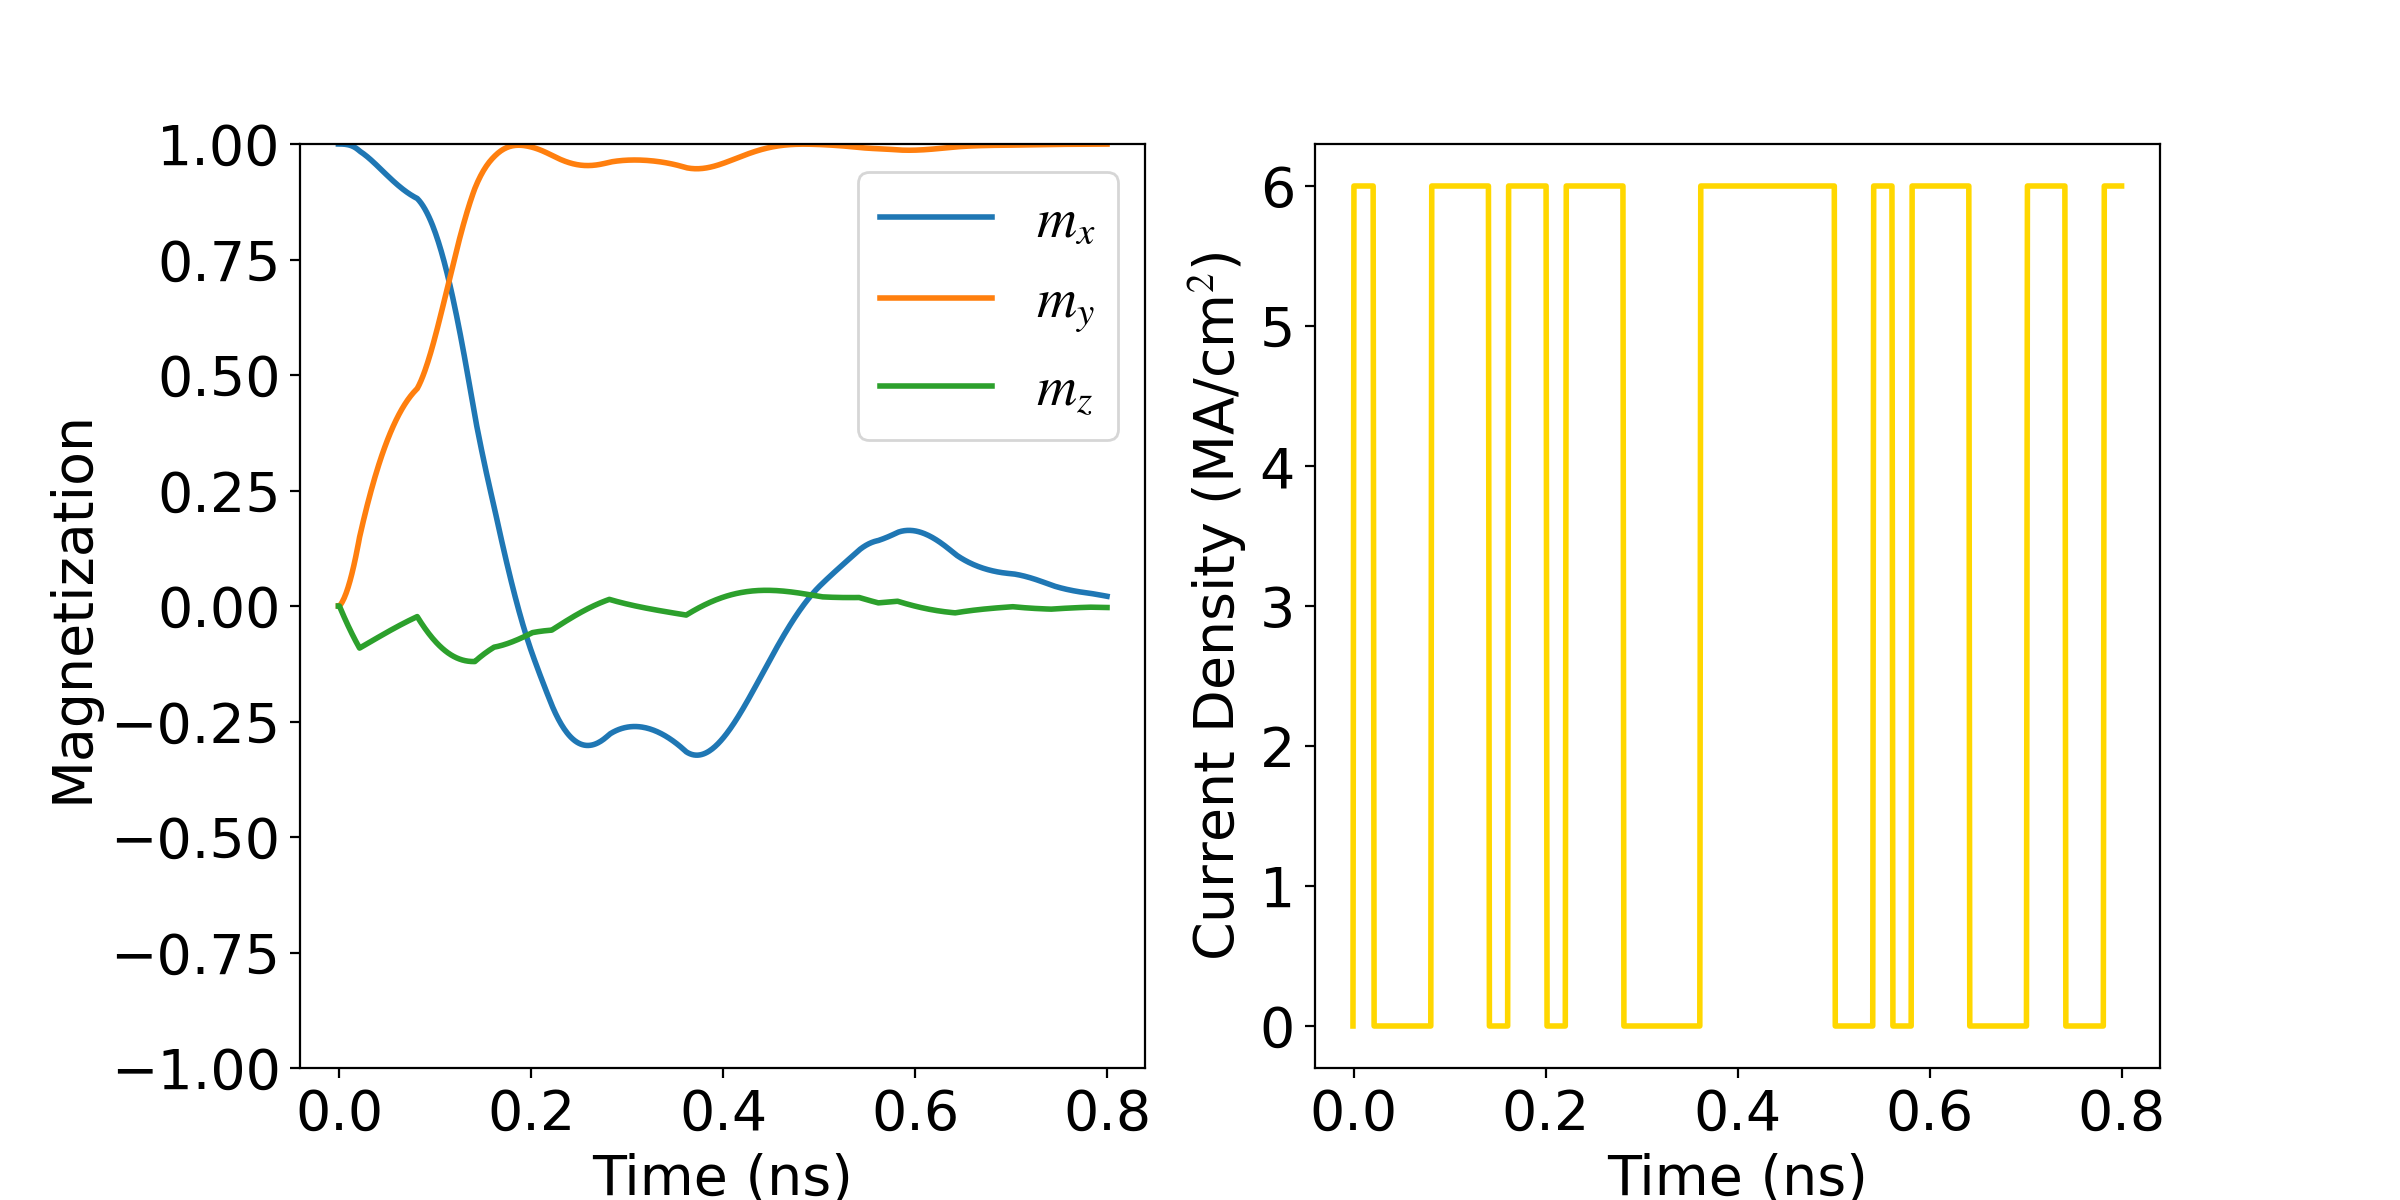 Magnetization
1.00
0.75
0.50
0.25
0.00
−0.25
−0.50
−0.75
−1.00
0.0 0.2 0.4 0.6 0.8
Time (ns)
m_x
m_y
m_z
Current Density (MA/cm²)
6
5
4
3
2
1
0
0.0 0.2 0.4 0.6 0.8
Time (ns)